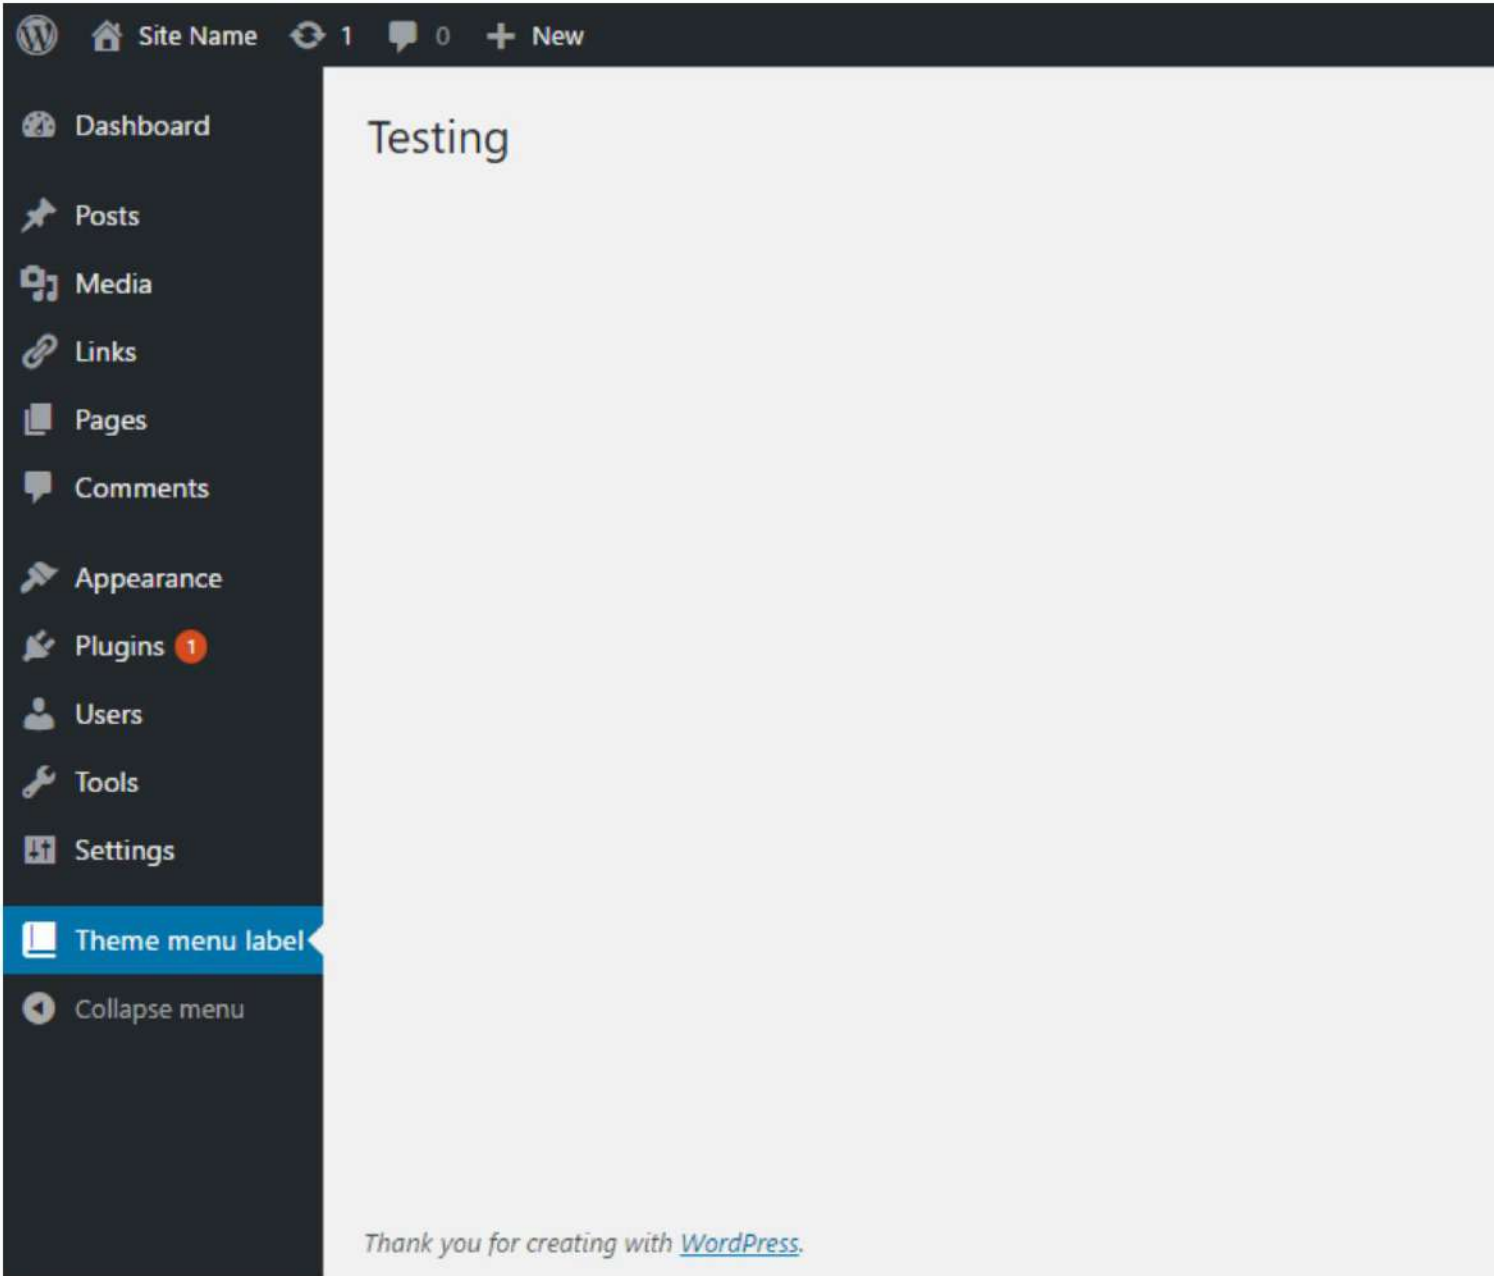 Site Name 1 0 New
Dashboard
Testing
Posts
Media
Links
Pages
Comments
Appearance
Plugins 1
Users
Tools
Settings
Theme menu label
Collapse menu
Thank you for creating with WordPress.